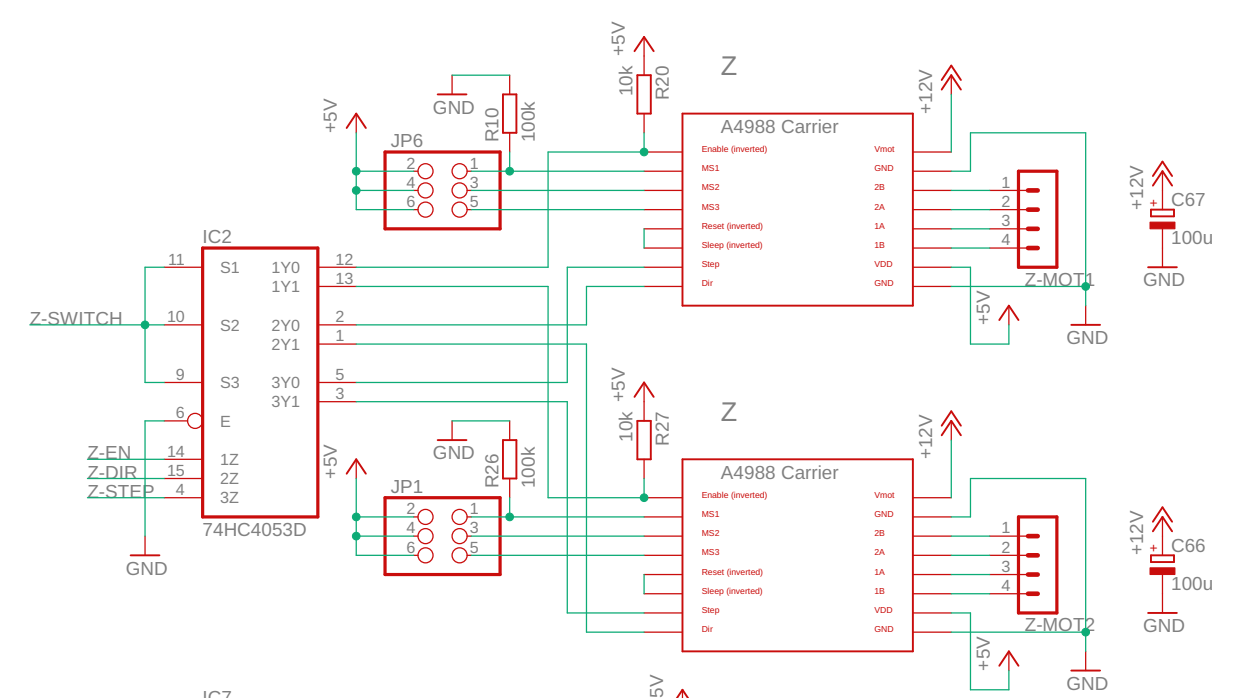 +5V
10k
R20
Z
+12V
GND
R10
100k
+5V
JP6
2
1
4
3
6
5
A4988 Carrier
Enable (inverted)
MS1
MS2
MS3
Reset (inverted)
Sleep (inverted)
Step
Dir
Vmot
GND
2B
2A
1A
1B
VDD
GND
1
2
3
4
Z-MOT1
+5V
GND
+12V
+
C67
100u
GND
IC2
11
S1
1Y0
12
1Y1
13
Z-SWITCH
10
S2
2Y0
2
2Y1
1
9
S3
3Y0
5
3Y1
3
6
E
Z-EN
14
1Z
Z-DIR
15
2Z
Z-STEP
4
3Z
74HC4053D
GND
+5V
10k
R27
Z
+12V
GND
R26
100k
+5V
JP1
2
1
4
3
6
5
A4988 Carrier
Enable (inverted)
MS1
MS2
MS3
Reset (inverted)
Sleep (inverted)
Step
Dir
Vmot
GND
2B
2A
1A
1B
VDD
GND
1
2
3
4
Z-MOT2
+5V
GND
+12V
+
C66
100u
GND
IC7
5V